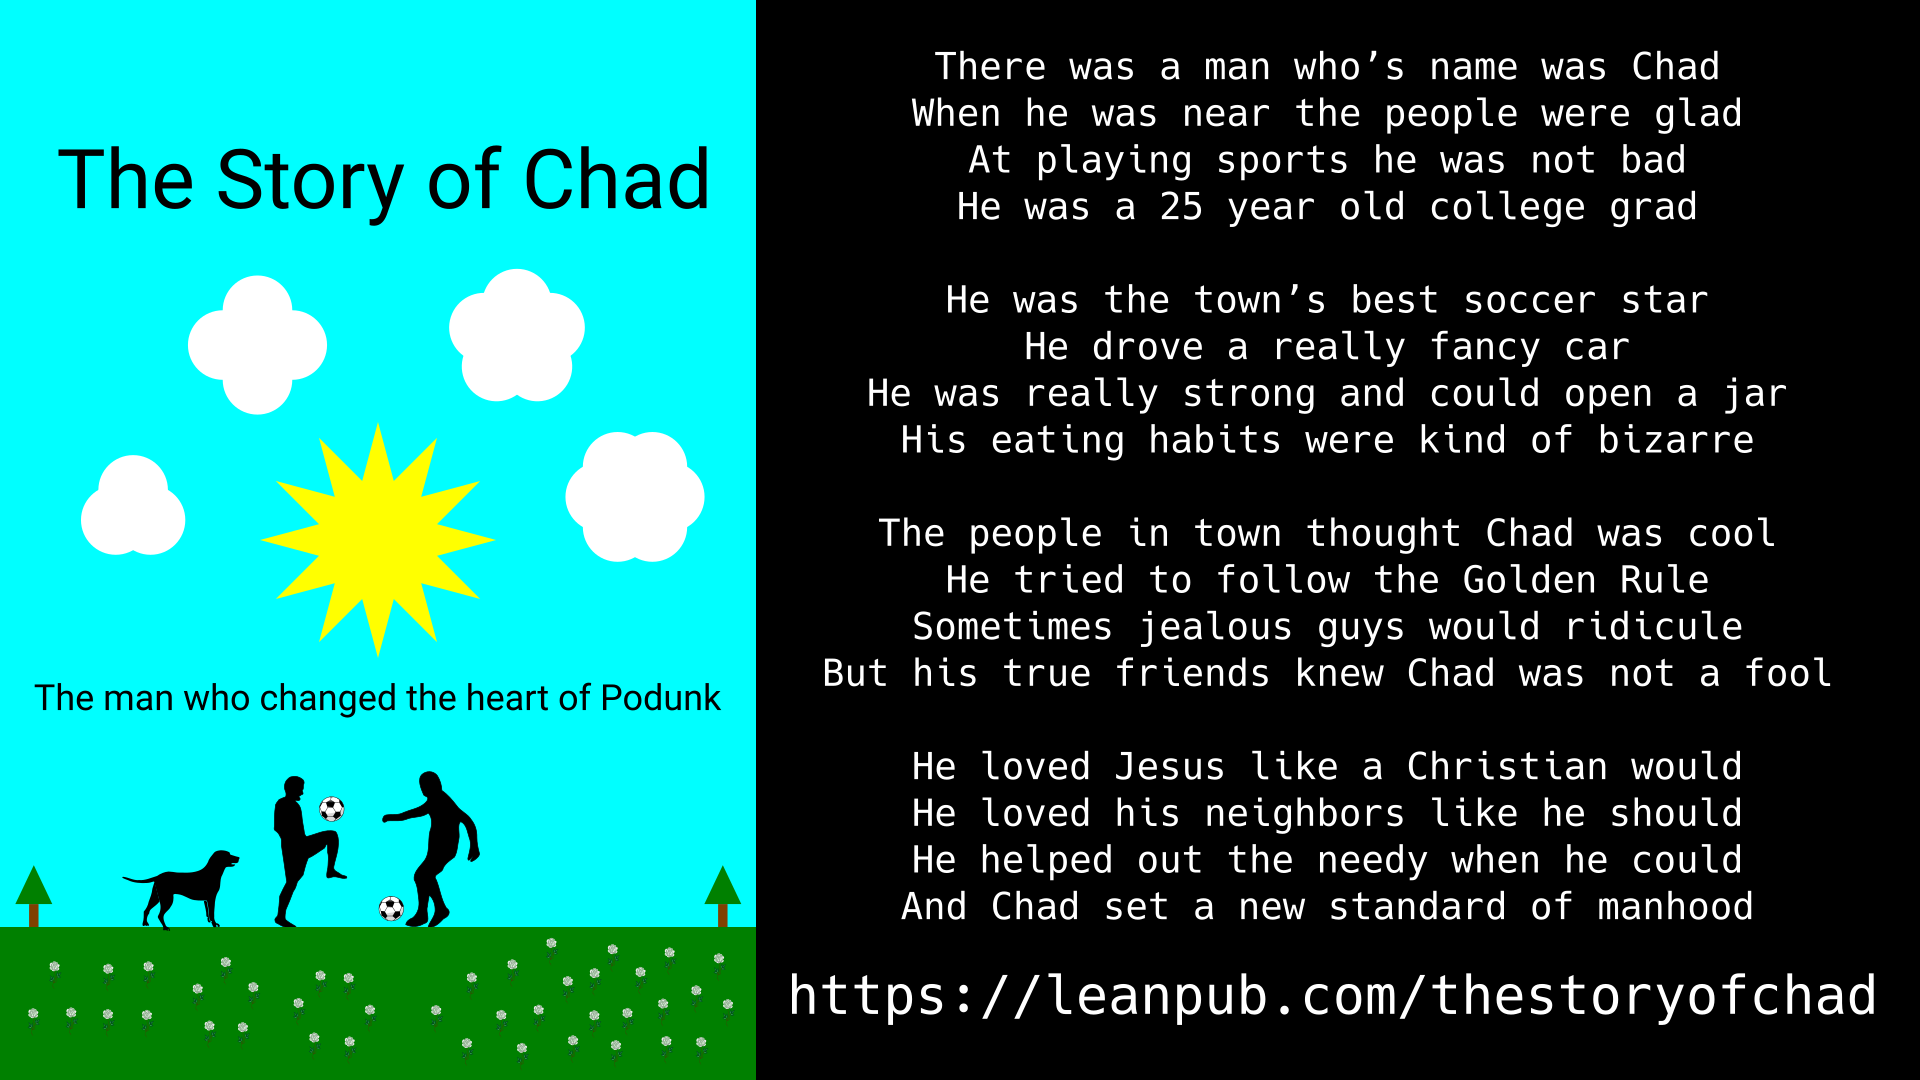 The Story of Chad
The man who changed the heart of Podunk
There was a man who’s name was Chad
When he was near the people were glad
At playing sports he was not bad
He was a 25 year old college grad
He was the town’s best soccer star
He drove a really fancy car
He was really strong and could open a jar
His eating habits were kind of bizarre
The people in town thought Chad was cool
He tried to follow the Golden Rule
Sometimes jealous guys would ridicule
But his true friends knew Chad was not a fool
He loved Jesus like a Christian would
He loved his neighbors like he should
He helped out the needy when he could
And Chad set a new standard of manhood
https://leanpub.com/thestoryofchad